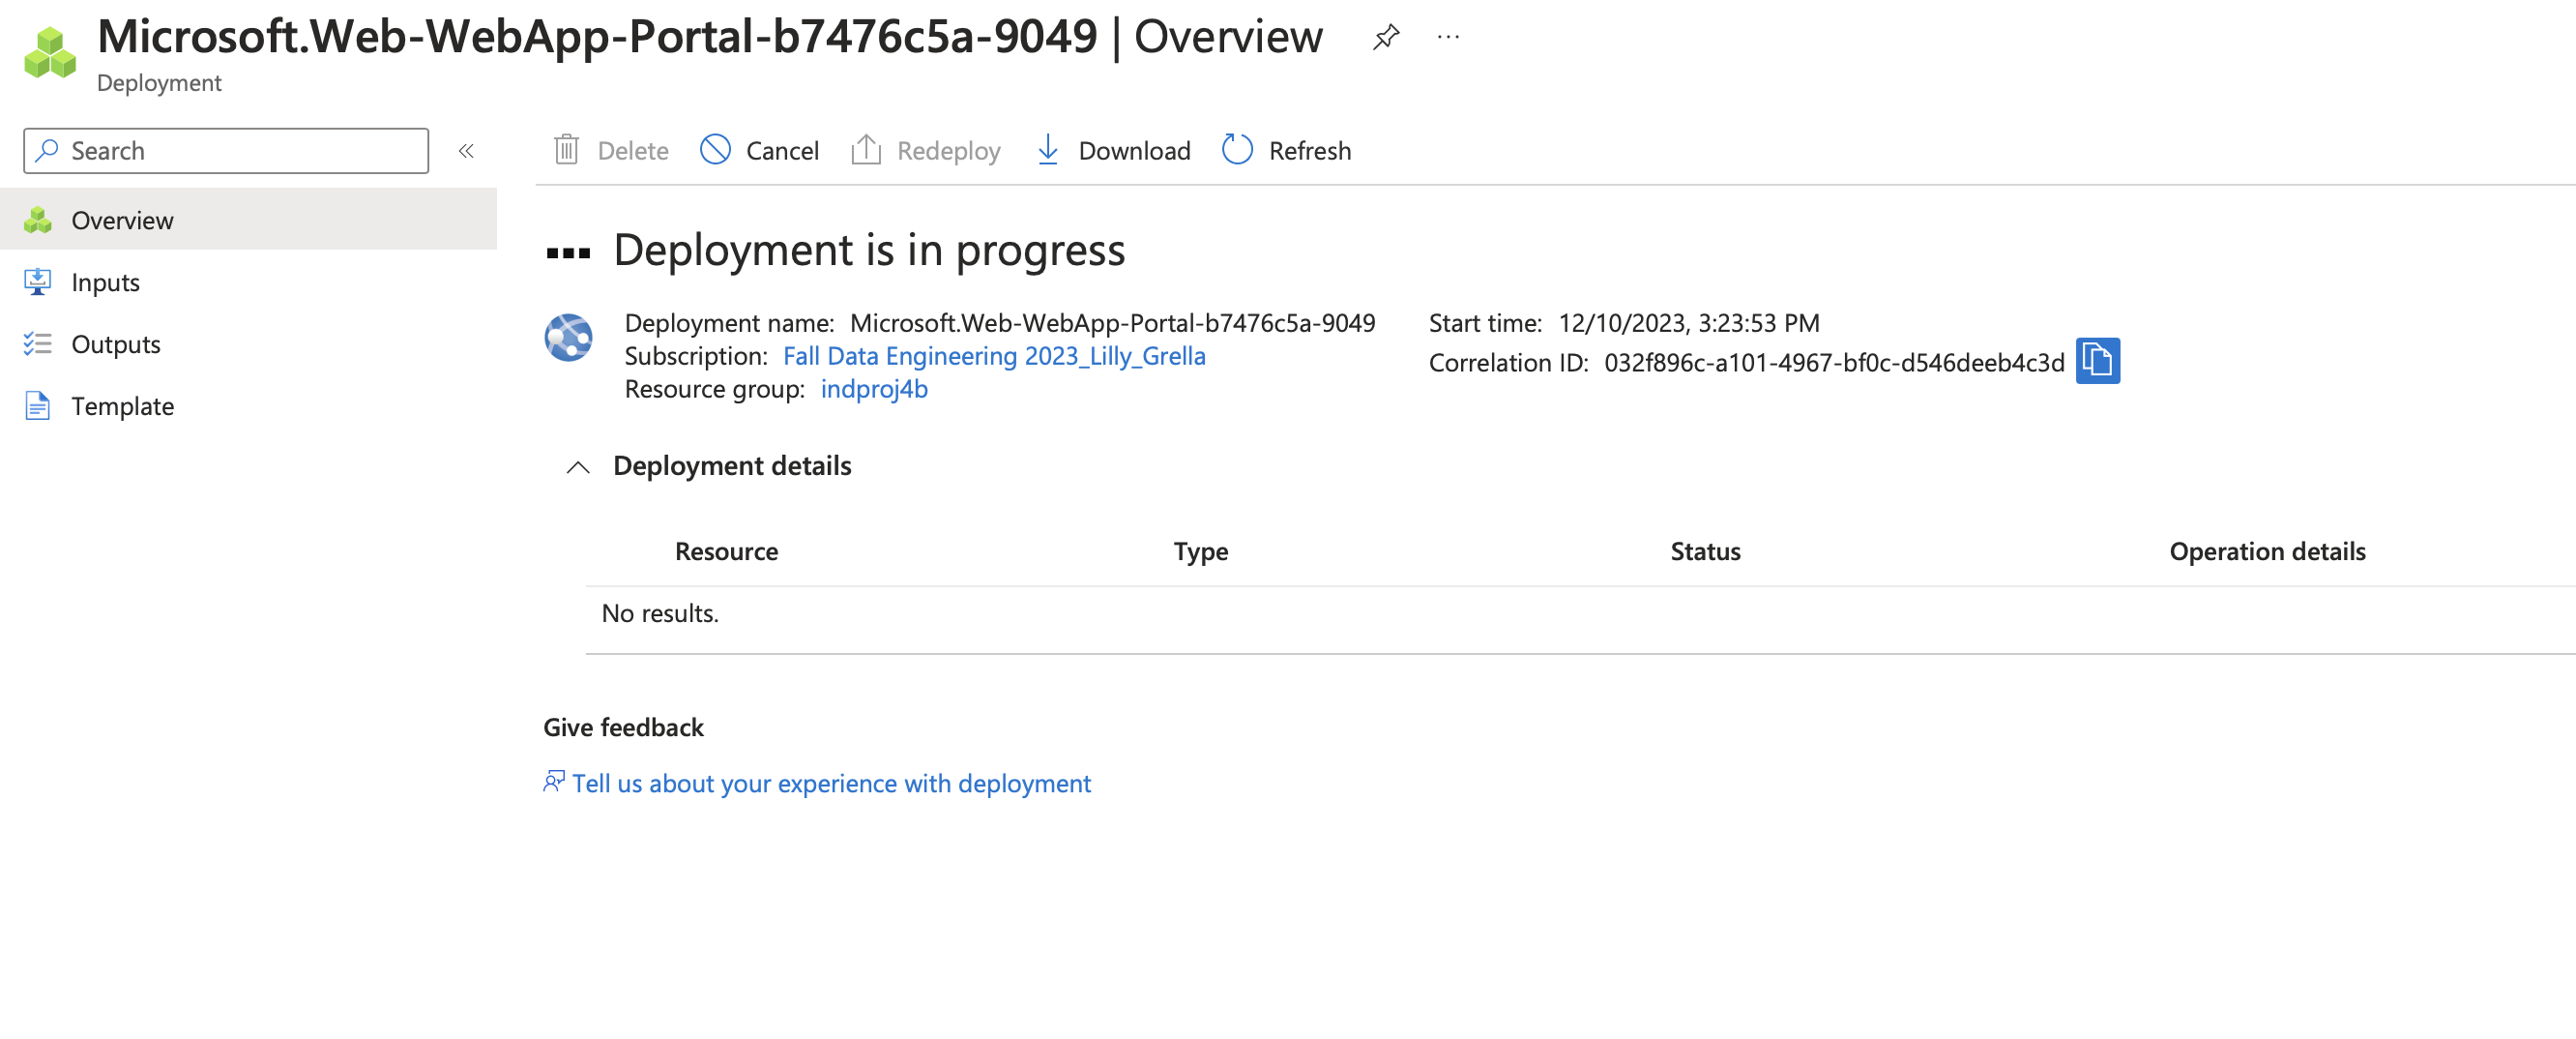 Microsoft.Web-WebApp-Portal-b7476c5a-9049 | Overview
Deployment
Search
Delete Cancel Redeploy Download Refresh
Overview
Inputs
Outputs
Template
Deployment is in progress
Deployment name: Microsoft.Web-WebApp-Portal-b7476c5a-9049
Subscription: Fall Data Engineering 2023_Lilly_Grella
Resource group: indproj4b
Start time: 12/10/2023, 3:23:53 PM
Correlation ID: 032f896c-a101-4967-bf0c-d546deeb4c3d
Deployment details
Resource Type Status Operation details
No results.
Give feedback
Tell us about your experience with deployment